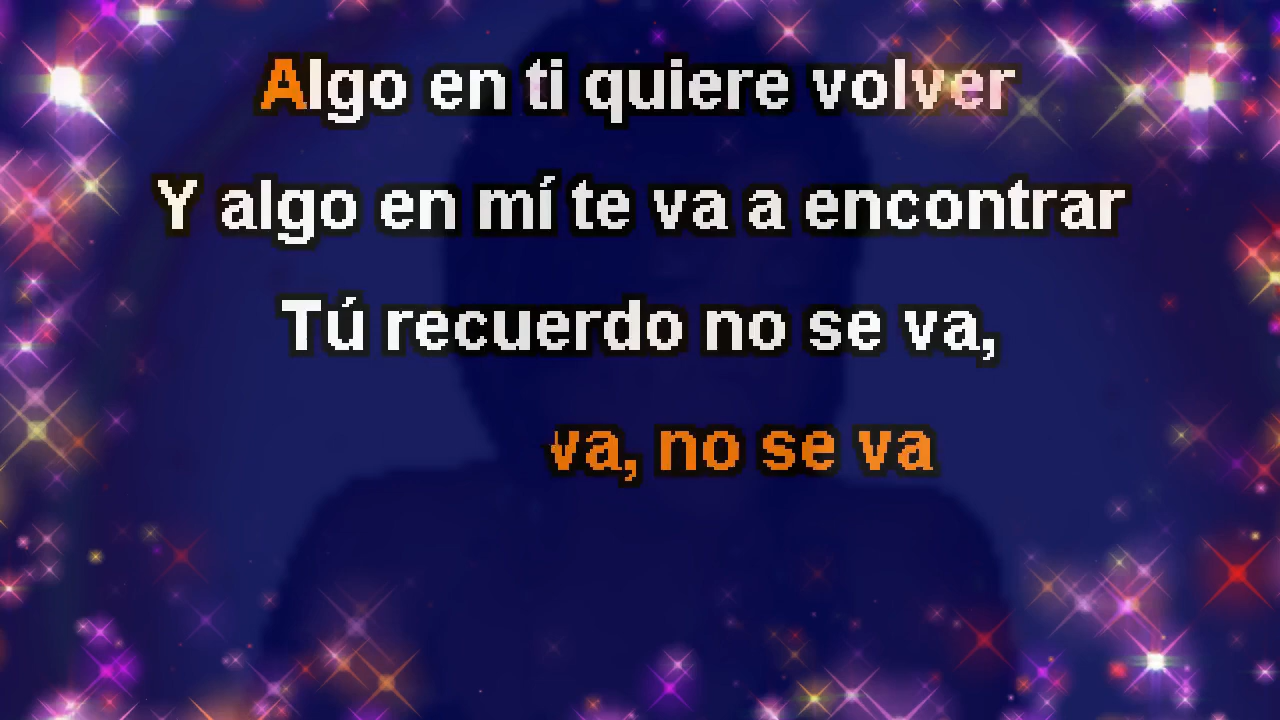 Algo en ti quiere volver
Y algo en mí te va a encontrar
Tú recuerdo no se va,
va, no se va